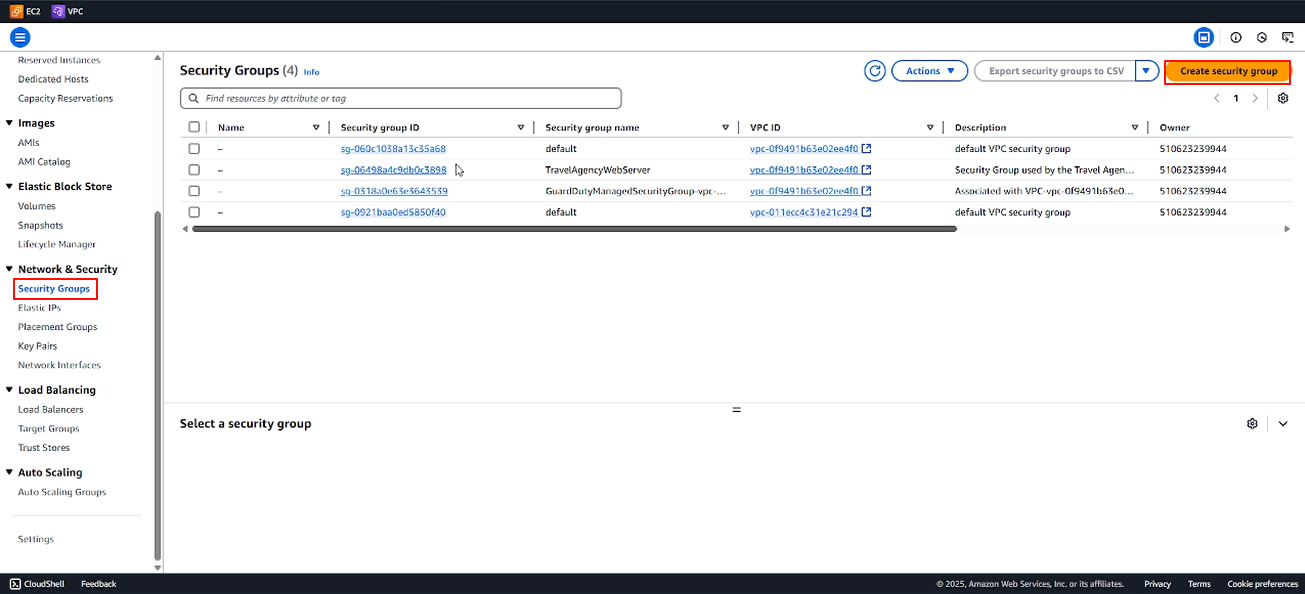 EC2 VPC
Reserved Instances
Dedicated Hosts
Capacity Reservations
Images
AMIs
AMI Catalog
Elastic Block Store
Volumes
Snapshots
Lifecycle Manager
Network & Security
Security Groups
Elastic IPs
Placement Groups
Key Pairs
Network Interfaces
Load Balancing
Load Balancers
Target Groups
Trust Stores
Auto Scaling
Auto Scaling Groups
Settings
Security Groups (4) Info
Actions Export security groups to CSV Create security group
Find resources by attribute or tag
1
Name Security group ID Security group name VPC ID Description Owner
– sg-060c1038a13c35a68 default vpc-0f9491b63e02ee4f0 default VPC security group 510623239944
– sg-06498a4c9db0c3898 TravelAgencyWebServer vpc-0f9491b63e02ee4f0 Security Group used by the Travel Agen... 510623239944
– sg-0318a0e63e3643539 GuardDutyManagedSecurityGroup-vpc-... vpc-0f9491b63e02ee4f0 Associated with VPC-vpc-0f9491b63e0... 510623239944
– sg-0921baa0ed5850f40 default vpc-011ecc4c31e21c294 default VPC security group 510623239944
Select a security group
CloudShell Feedback © 2025, Amazon Web Services, Inc. or its affiliates. Privacy Terms Cookie preferences